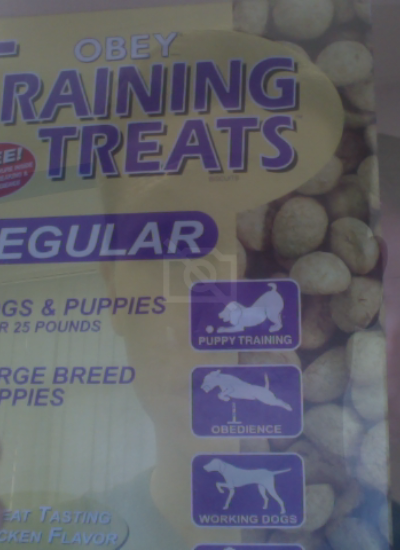 OBEY
RAINING
TREATS
EE!
EGULAR
GS & PUPPIES
R 25 POUNDS
RGE BREED
PPIES
PUPPY TRAINING
OBEDIENCE
WORKING DOGS
EAT TASTING
CKEN FLAVOR